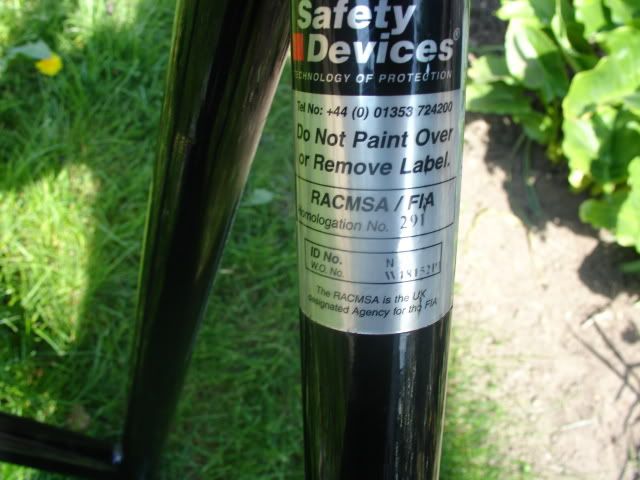 Safety
Devices®
TECHNOLOGY OF PROTECTION
Tel No: +44 (0) 01353 724200
Do Not Paint Over
or Remove Label.
RACMSA / FIA
Homologation No. 291
ID No. N
W.O. No.
The RACMSA is the UK
designated Agency for the FIA